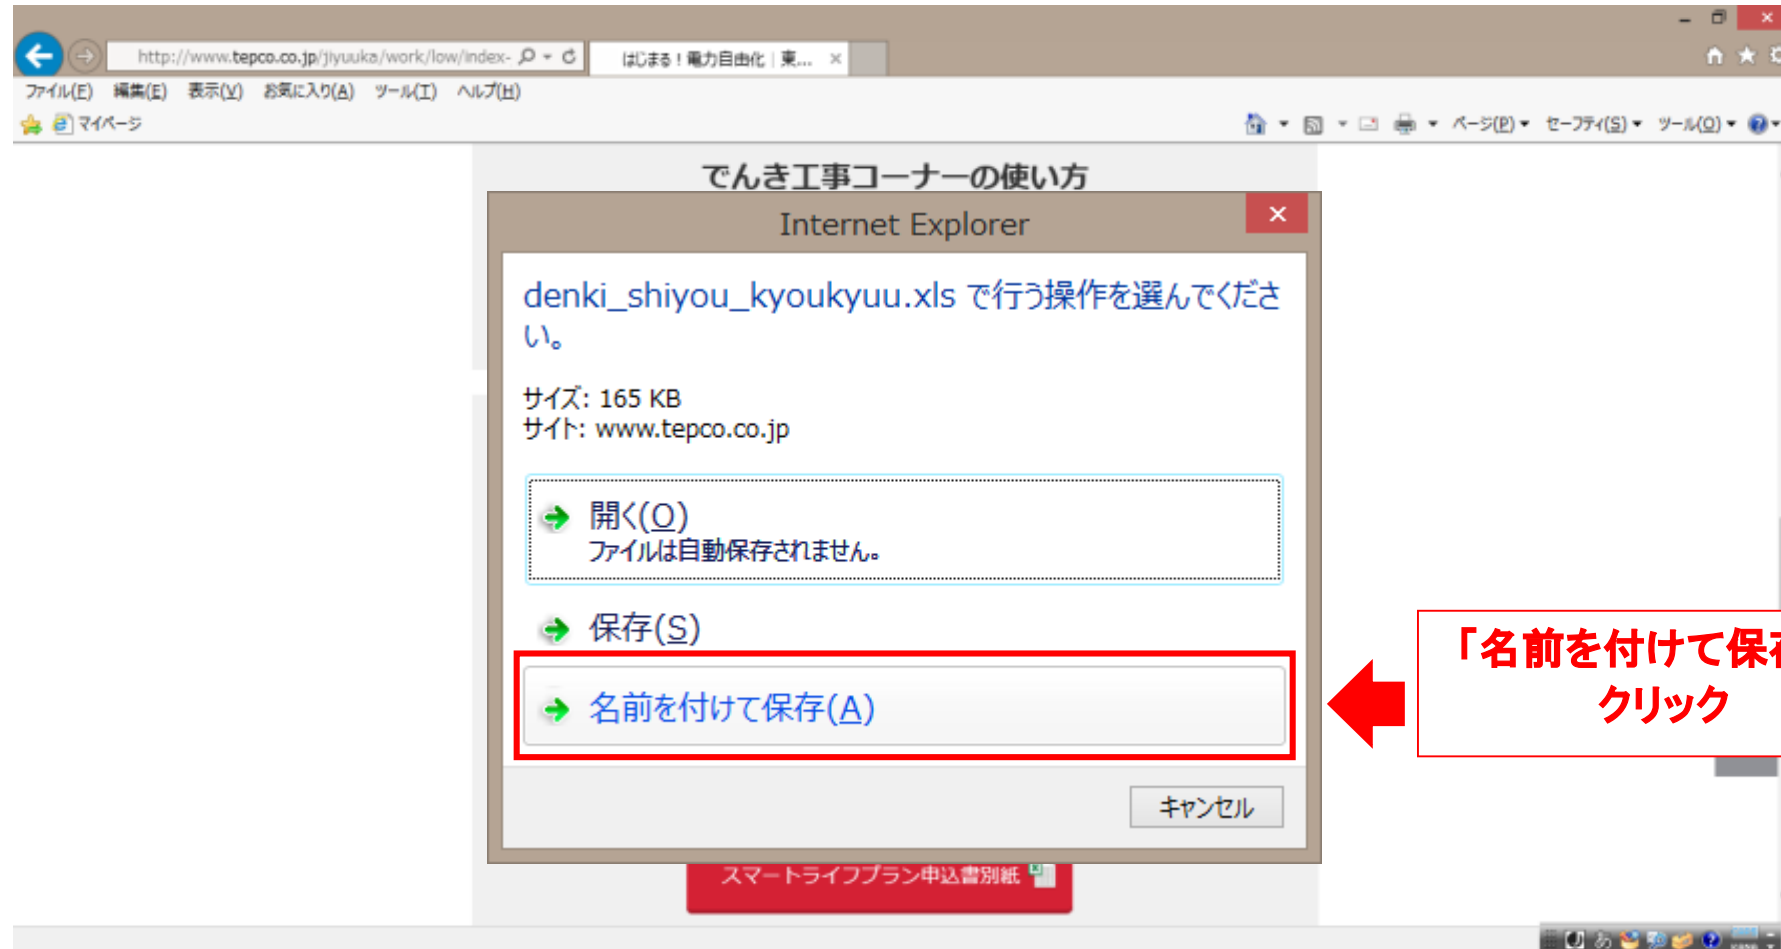 http://www.tepco.co.jp/jiyuuka/work/low/index-
はじまる！電力自由化｜東...
ファイル(F) 編集(E) 表示(V) お気に入り(A) ツール(T) ヘルプ(H)
マイページ
ページ(P) セーフティ(S) ツール(O)
でんき工事コーナーの使い方
Internet Explorer
denki_shiyou_kyoukyuu.xls で行う操作を選んでくださ
い。
サイズ: 165 KB
サイト: www.tepco.co.jp
開く(O)
ファイルは自動保存されません。
保存(S)
名前を付けて保存(A)
「名前を付けて保存
クリック
キャンセル
スマートライフプラン申込書別紙
あ